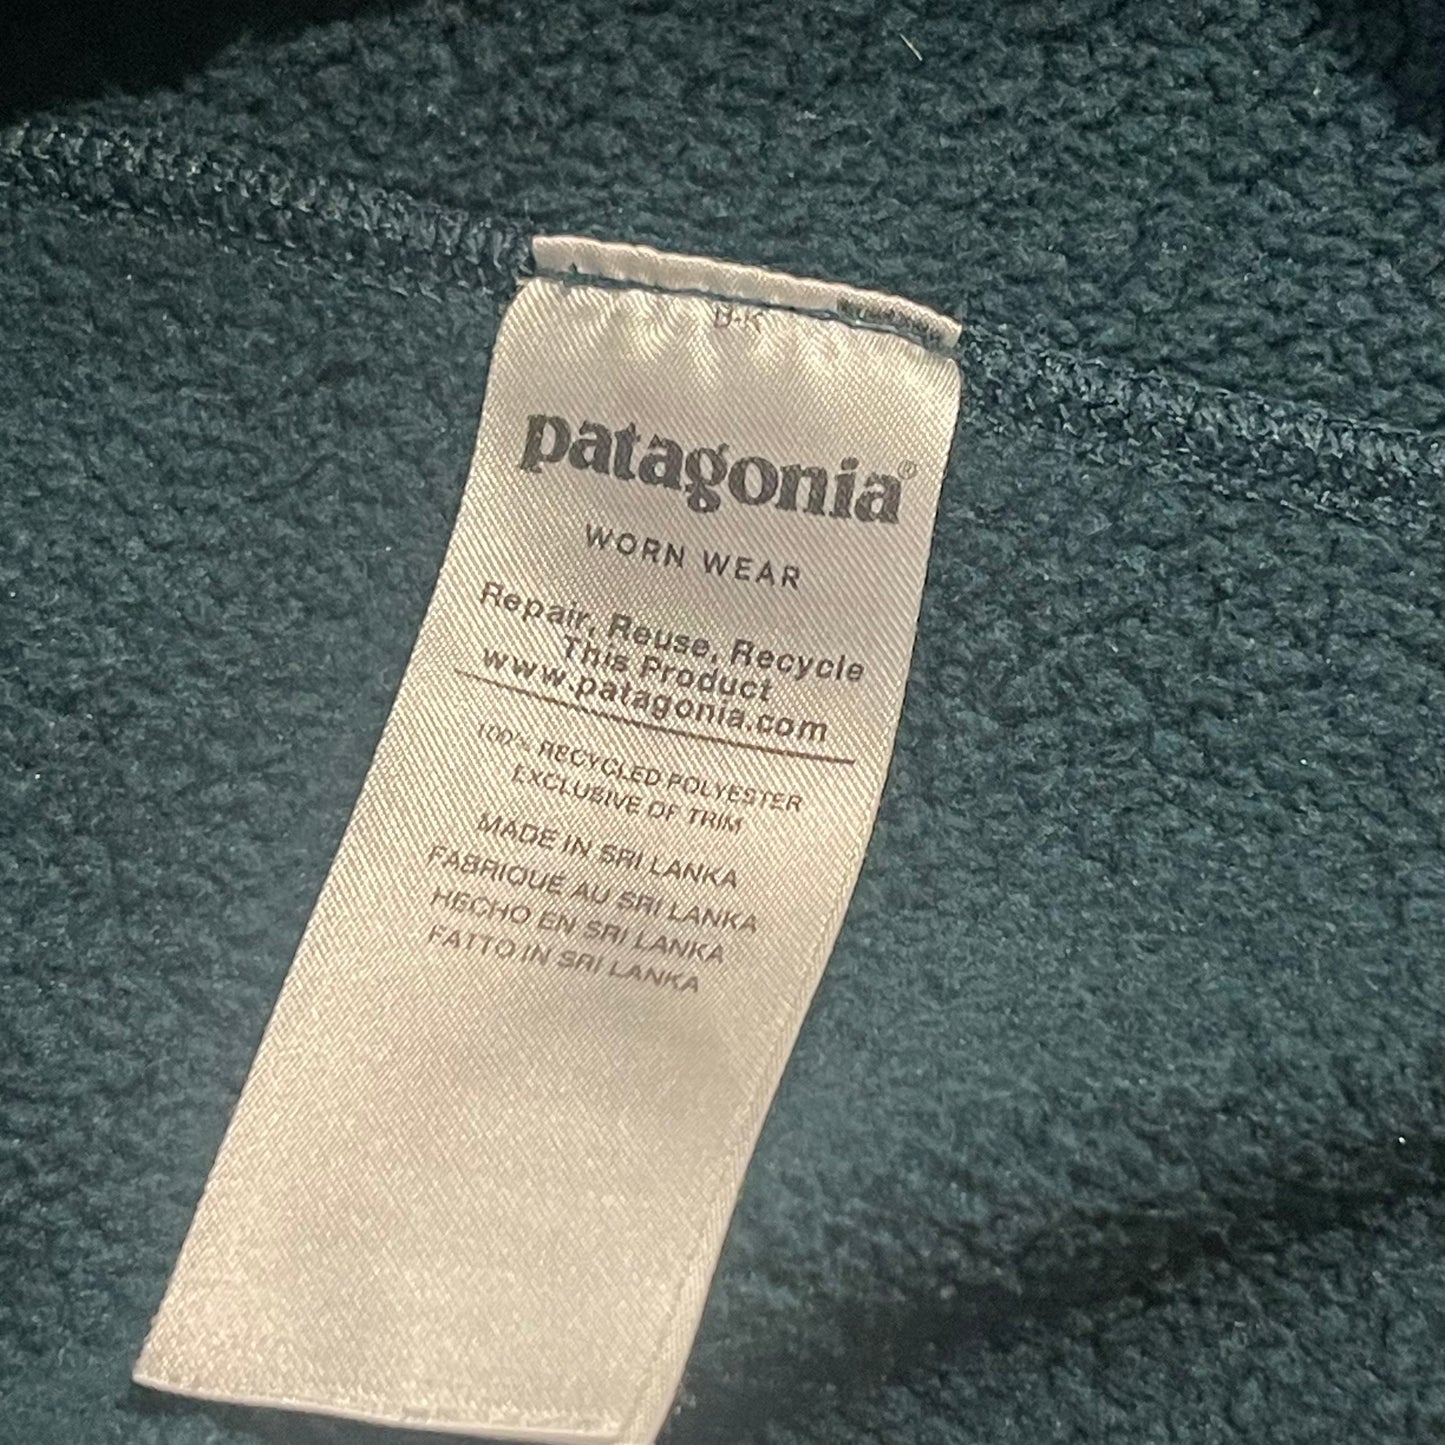 patagonia®
WORN WEAR
Repair, Reuse, Recycle
This Product
www.patagonia.com
100% RECYCLED POLYESTER
EXCLUSIVE OF TRIM
MADE IN SRI LANKA
FABRIQUE AU SRI LANKA
HECHO EN SRI LANKA
FATTO IN SRI LANKA